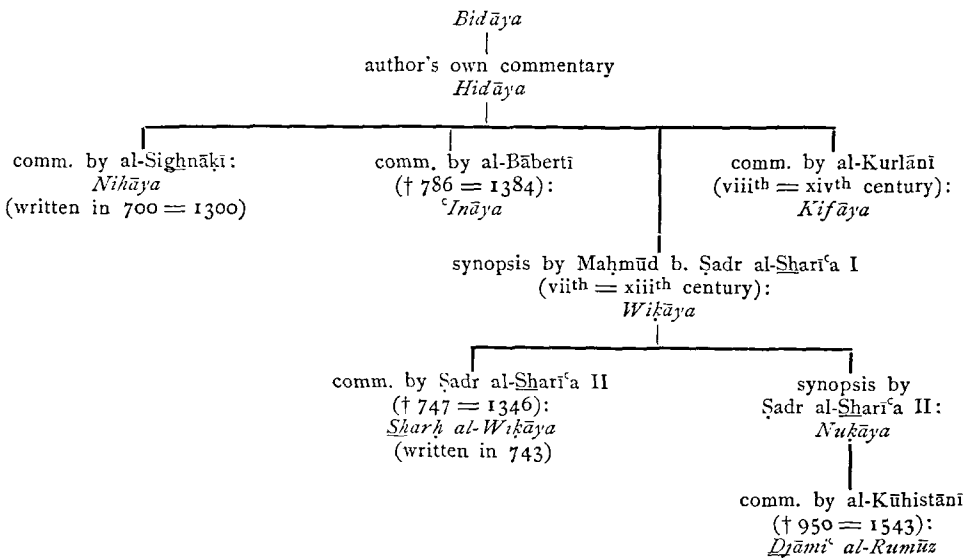 Bidāya
author's own commentary
Hidāya
comm. by al-Sighnāḳī:
Nihāya
(written in 700 = 1300)
comm. by al-Bābertī
(† 786 = 1384):
ʿInāya
comm. by al-Kurlānī
(viiith = xivth century):
Kifāya
synopsis by Maḥmūd b. Ṣadr al-Sharīʿa I
(viith = xiiith century):
Wiḳāya
comm. by Ṣadr al-Sharīʿa II
(† 747 = 1346):
Sharḥ al-Wiḳāya
(written in 743)
synopsis by
Ṣadr al-Sharīʿa II:
Nuḳāya
comm. by al-Kūhistānī
(† 950 = 1543):
Djāmiʿ al-Rumūz